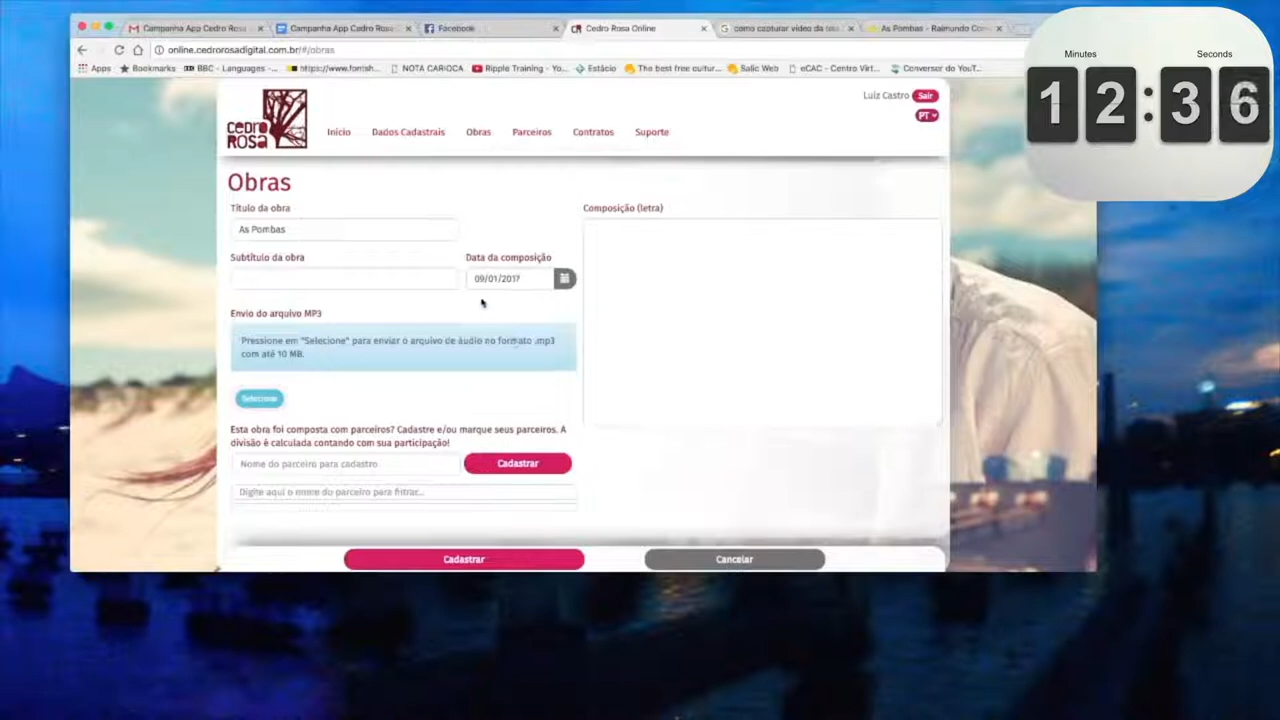 Campanha App Cedro Rosa
Campanha App Cedro Rosa
Facebook
Cedro Rosa Online
como capturar vídeo da tela
As Pombas - Raimundo Co
online.cedrorosadigital.com.br/#/obras
Apps
Bookmarks
BBC - Languages -...
https://www.fontsh...
NOTA CARIOCA
Ripple Training - Yo...
Estácio
The best free cultur...
Salic Web
eCAC - Centro Virt...
Conversor do YouT...
Minutes
Seconds
12:36
CEDRO
ROSA
Início
Dados Cadastrais
Obras
Parceiros
Contratos
Suporte
Luiz Castro
Sair
PT
Obras
Título da obra
As Pombas
Subtítulo da obra
Data da composição
09/01/2017
Envio do arquivo MP3
Pressione em "Selecione" para enviar o arquivo de áudio no formato .mp3
com até 10 MB.
Selecione
Esta obra foi composta com parceiros? Cadastre e/ou marque seus parceiros. A
divisão é calculada contando com sua participação!
Nome do parceiro para cadastro
Cadastrar
Digite aqui o nome do parceiro para filtrar...
Composição (letra)
Cadastrar
Cancelar